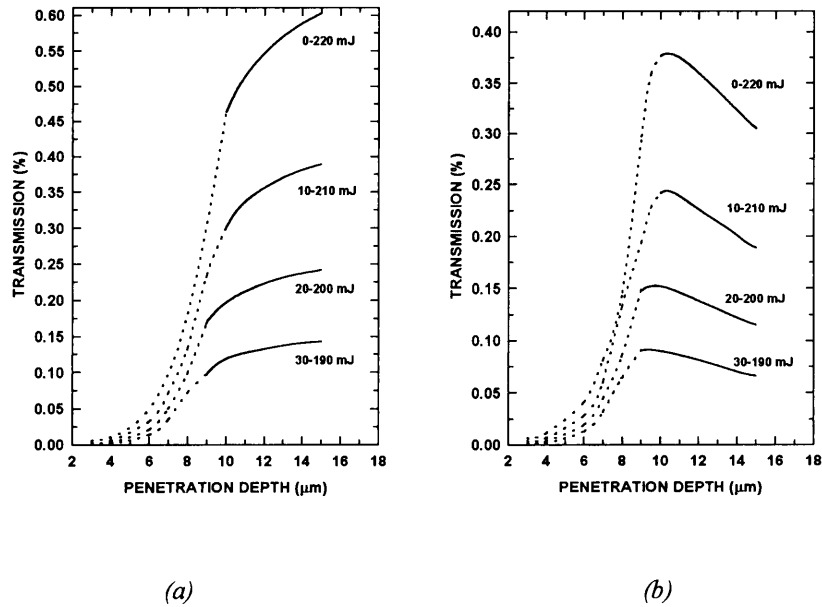 0.60
0.55
0.50
0.45
0.40
0.35
0.30
0.25
0.20
0.15
0.10
0.05
0.00
TRANSMISSION (%)
0-220 mJ
10-210 mJ
20-200 mJ
30-190 mJ
2 4 6 8 10 12 14 16 18
PENETRATION DEPTH (μm)
(a)
0.40
0.35
0.30
0.25
0.20
0.15
0.10
0.05
0.00
TRANSMISSION (%)
0-220 mJ
10-210 mJ
20-200 mJ
30-190 mJ
2 4 6 8 10 12 14 16 18
PENETRATION DEPTH (μm)
(b)